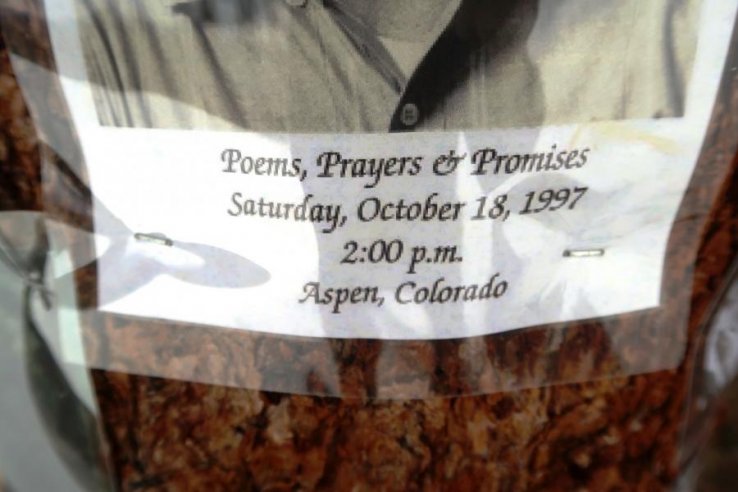 Poems, Prayers & Promises
Saturday, October 18, 1997
2:00 p.m.
Aspen, Colorado